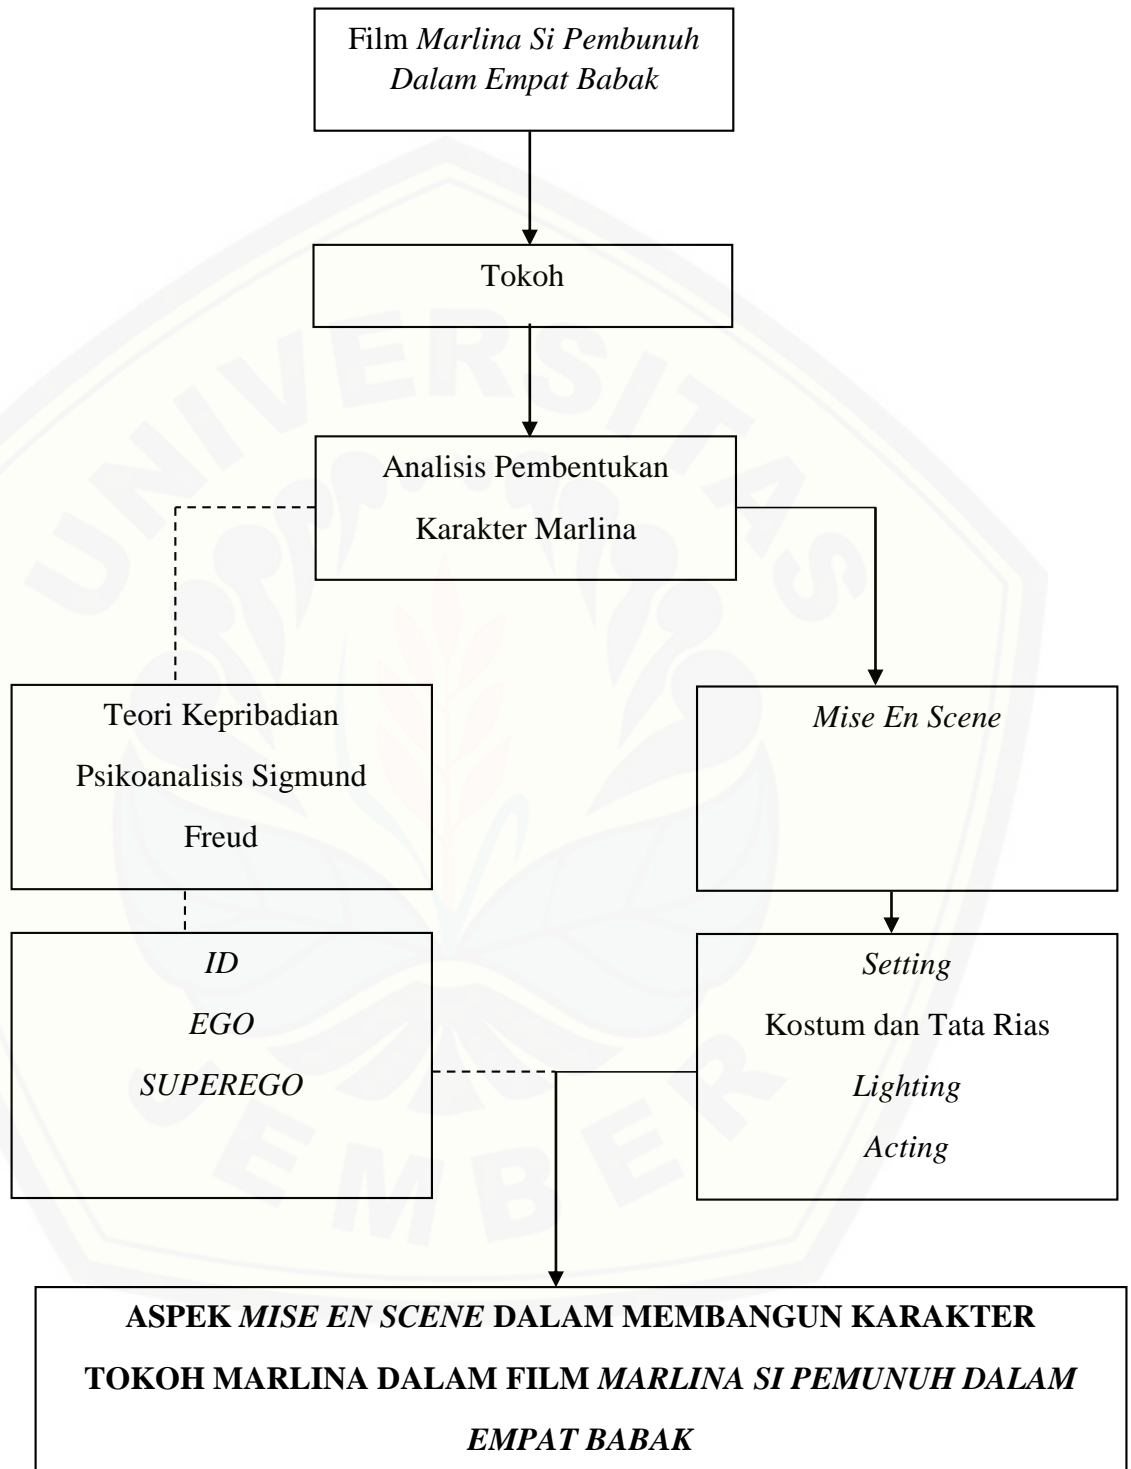 Film Marlina Si Pembunuh
Dalam Empat Babak
Tokoh
Analisis Pembentukan
Karakter Marlina
Teori Kepribadian
Psikoanalisis Sigmund
Freud
Mise En Scene
ID
EGO
SUPEREGO
Setting
Kostum dan Tata Rias
Lighting
Acting
ASPEK MISE EN SCENE DALAM MEMBANGUN KARAKTER
TOKOH MARLINA DALAM FILM MARLINA SI PEMUNUH DALAM
EMPAT BABAK
UNIVERSITAS
JEMBER